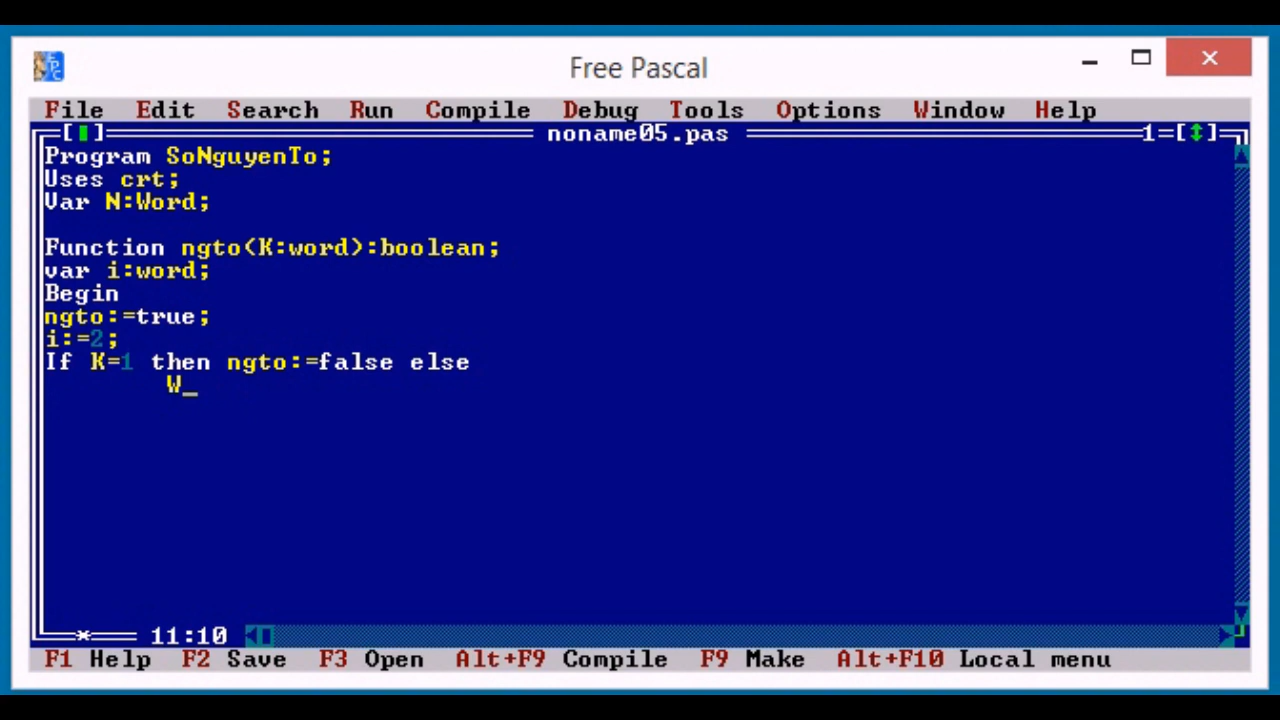 Free Pascal
File Edit Search Run Compile Debug Tools Options Window Help
noname05.pas 1
Program SoNguyenTo;
Uses crt;
Var N:Word;
Function ngto(K:word):boolean;
var i:word;
Begin
ngto:=true;
i:=2;
If K=1 then ngto:=false else
W_
* 11:10
F1 Help F2 Save F3 Open Alt+F9 Compile F9 Make Alt+F10 Local menu